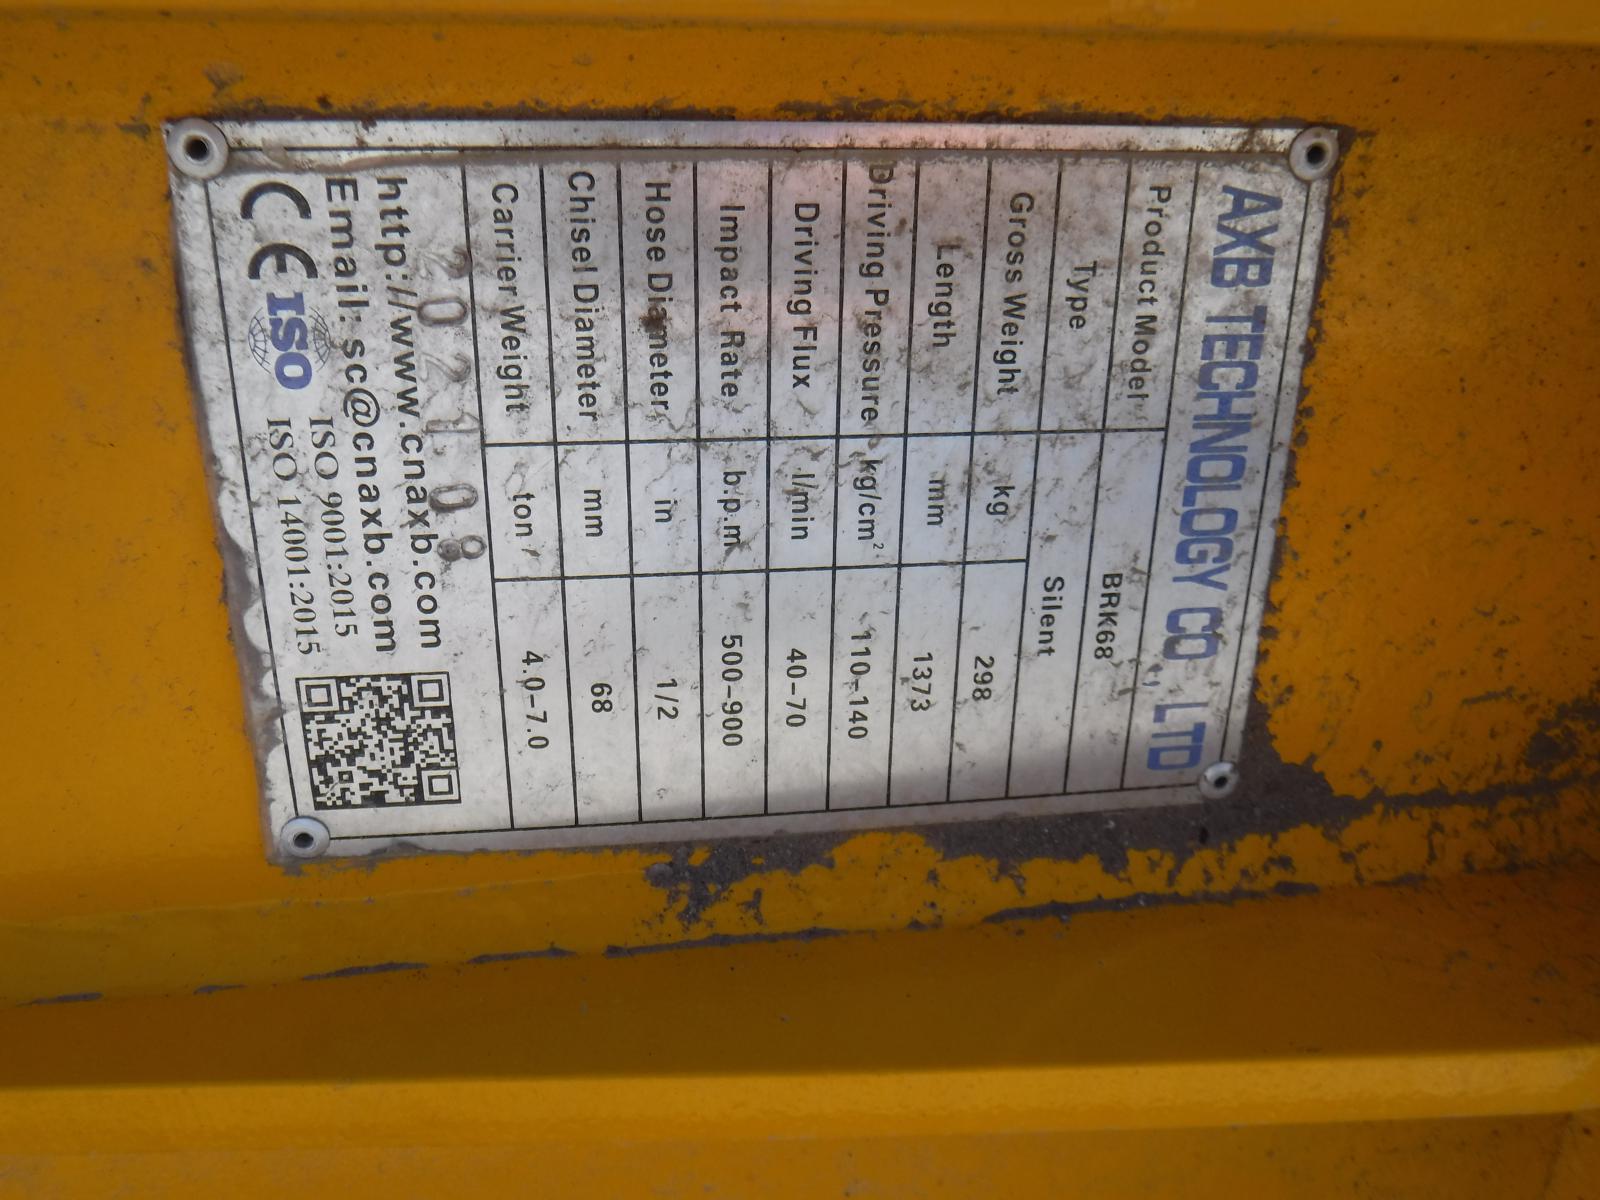 AXB TECHNOLOGY CO., LTD
Product Model BRK68
Type Silent
Gross Weight kg 298
Length mm 1373
Driving Pressure kg/cm² 110-140
Driving Flux l/min 40-70
Impact Rate b.p.m 500-900
Hose Diameter in 1/2
Chisel Diameter mm 68
Carrier Weight ton 4.0-7.0
20210
http://www.cnaxb.com
Email: sc@cnaxb.com
CE ISO ISO 9001:2015
ISO 14001:2015